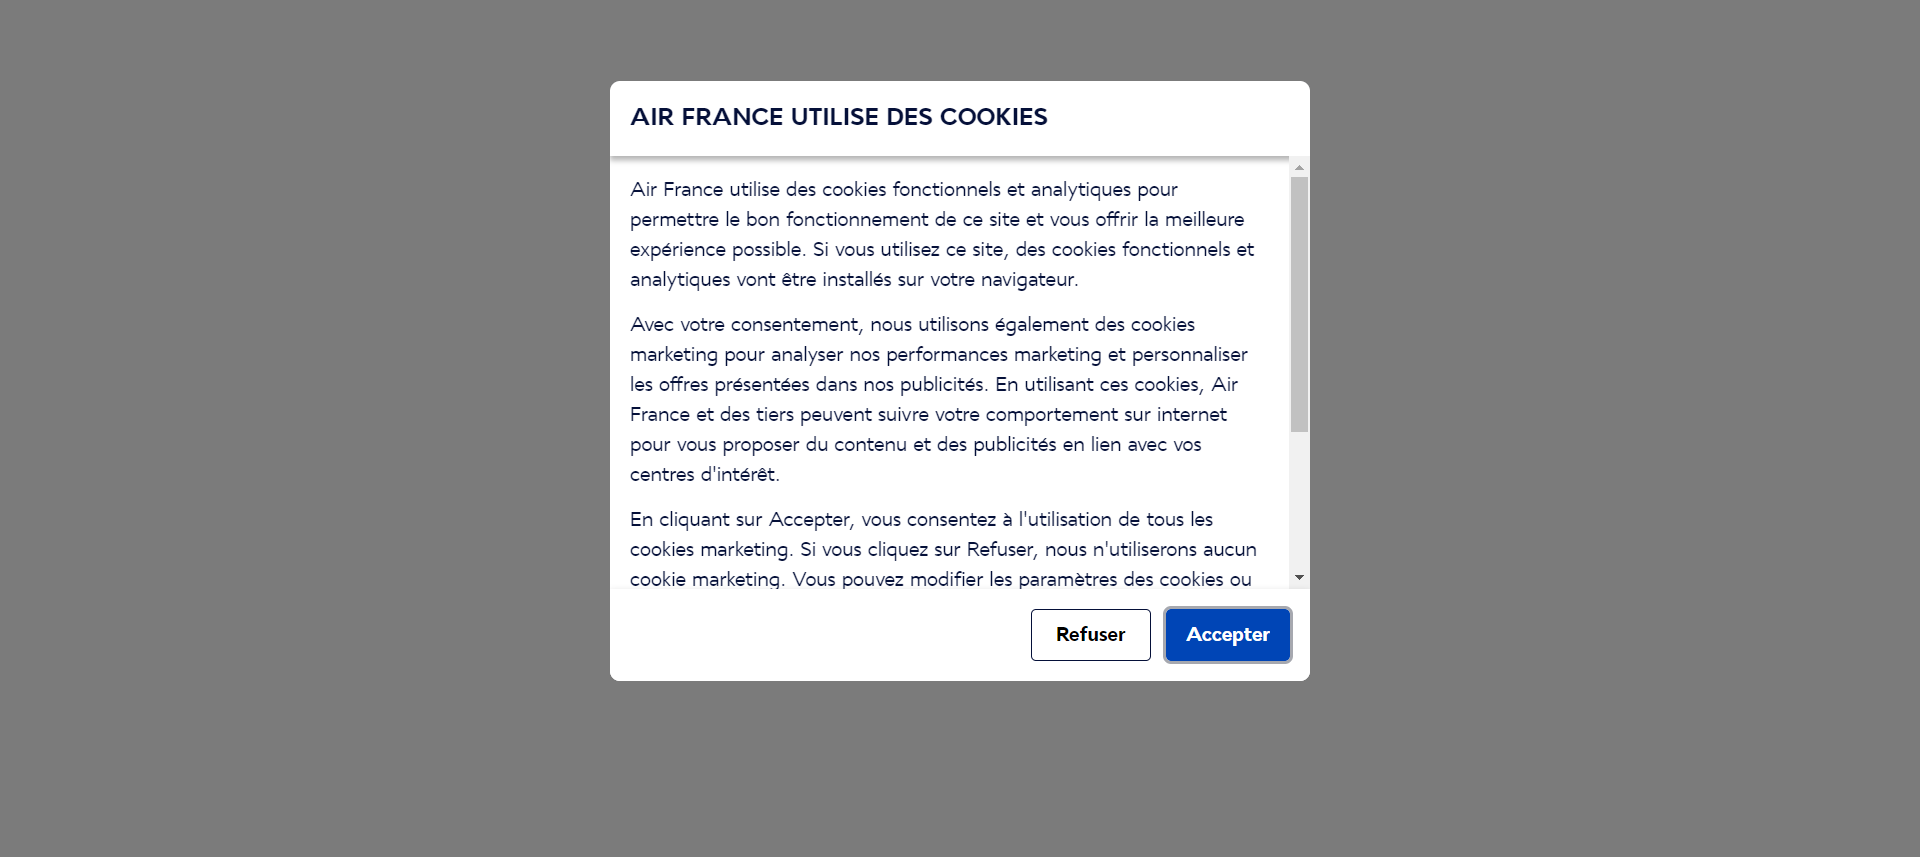 AIR FRANCE UTILISE DES COOKIES
Air France utilise des cookies fonctionnels et analytiques pour
permettre le bon fonctionnement de ce site et vous offrir la meilleure
expérience possible. Si vous utilisez ce site, des cookies fonctionnels et
analytiques vont être installés sur votre navigateur.
Avec votre consentement, nous utilisons également des cookies
marketing pour analyser nos performances marketing et personnaliser
les offres présentées dans nos publicités. En utilisant ces cookies, Air
France et des tiers peuvent suivre votre comportement sur internet
pour vous proposer du contenu et des publicités en lien avec vos
centres d'intérêt.
En cliquant sur Accepter, vous consentez à l'utilisation de tous les
cookies marketing. Si vous cliquez sur Refuser, nous n'utiliserons aucun
cookie marketing. Vous pouvez modifier les paramètres des cookies ou
Refuser
Accepter